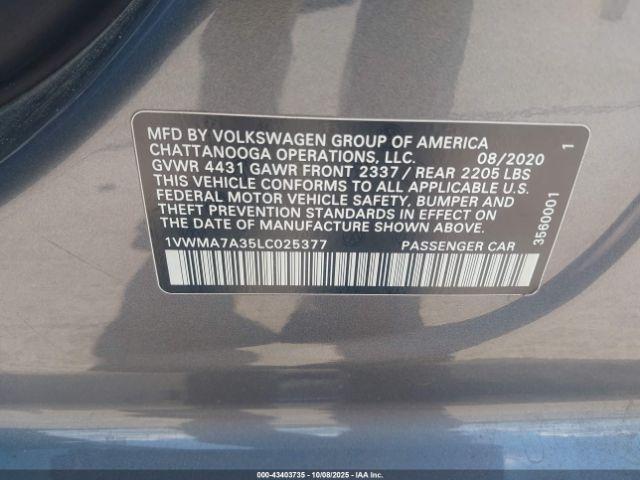 MFD BY VOLKSWAGEN GROUP OF AMERICA
CHATTANOOGA OPERATIONS, LLC. 08/2020 1
GVWR 4431 GAWR FRONT 2337 / REAR 2205 LBS
THIS VEHICLE CONFORMS TO ALL APPLICABLE U.S.
FEDERAL MOTOR VEHICLE SAFETY, BUMPER AND
THEFT PREVENTION STANDARDS IN EFFECT ON
THE DATE OF MANUFACTURE SHOWN ABOVE.
1VWMA7A35LC025377 PASSENGER CAR
3560001
000-43403735 - 10/08/2025 - IAA Inc.